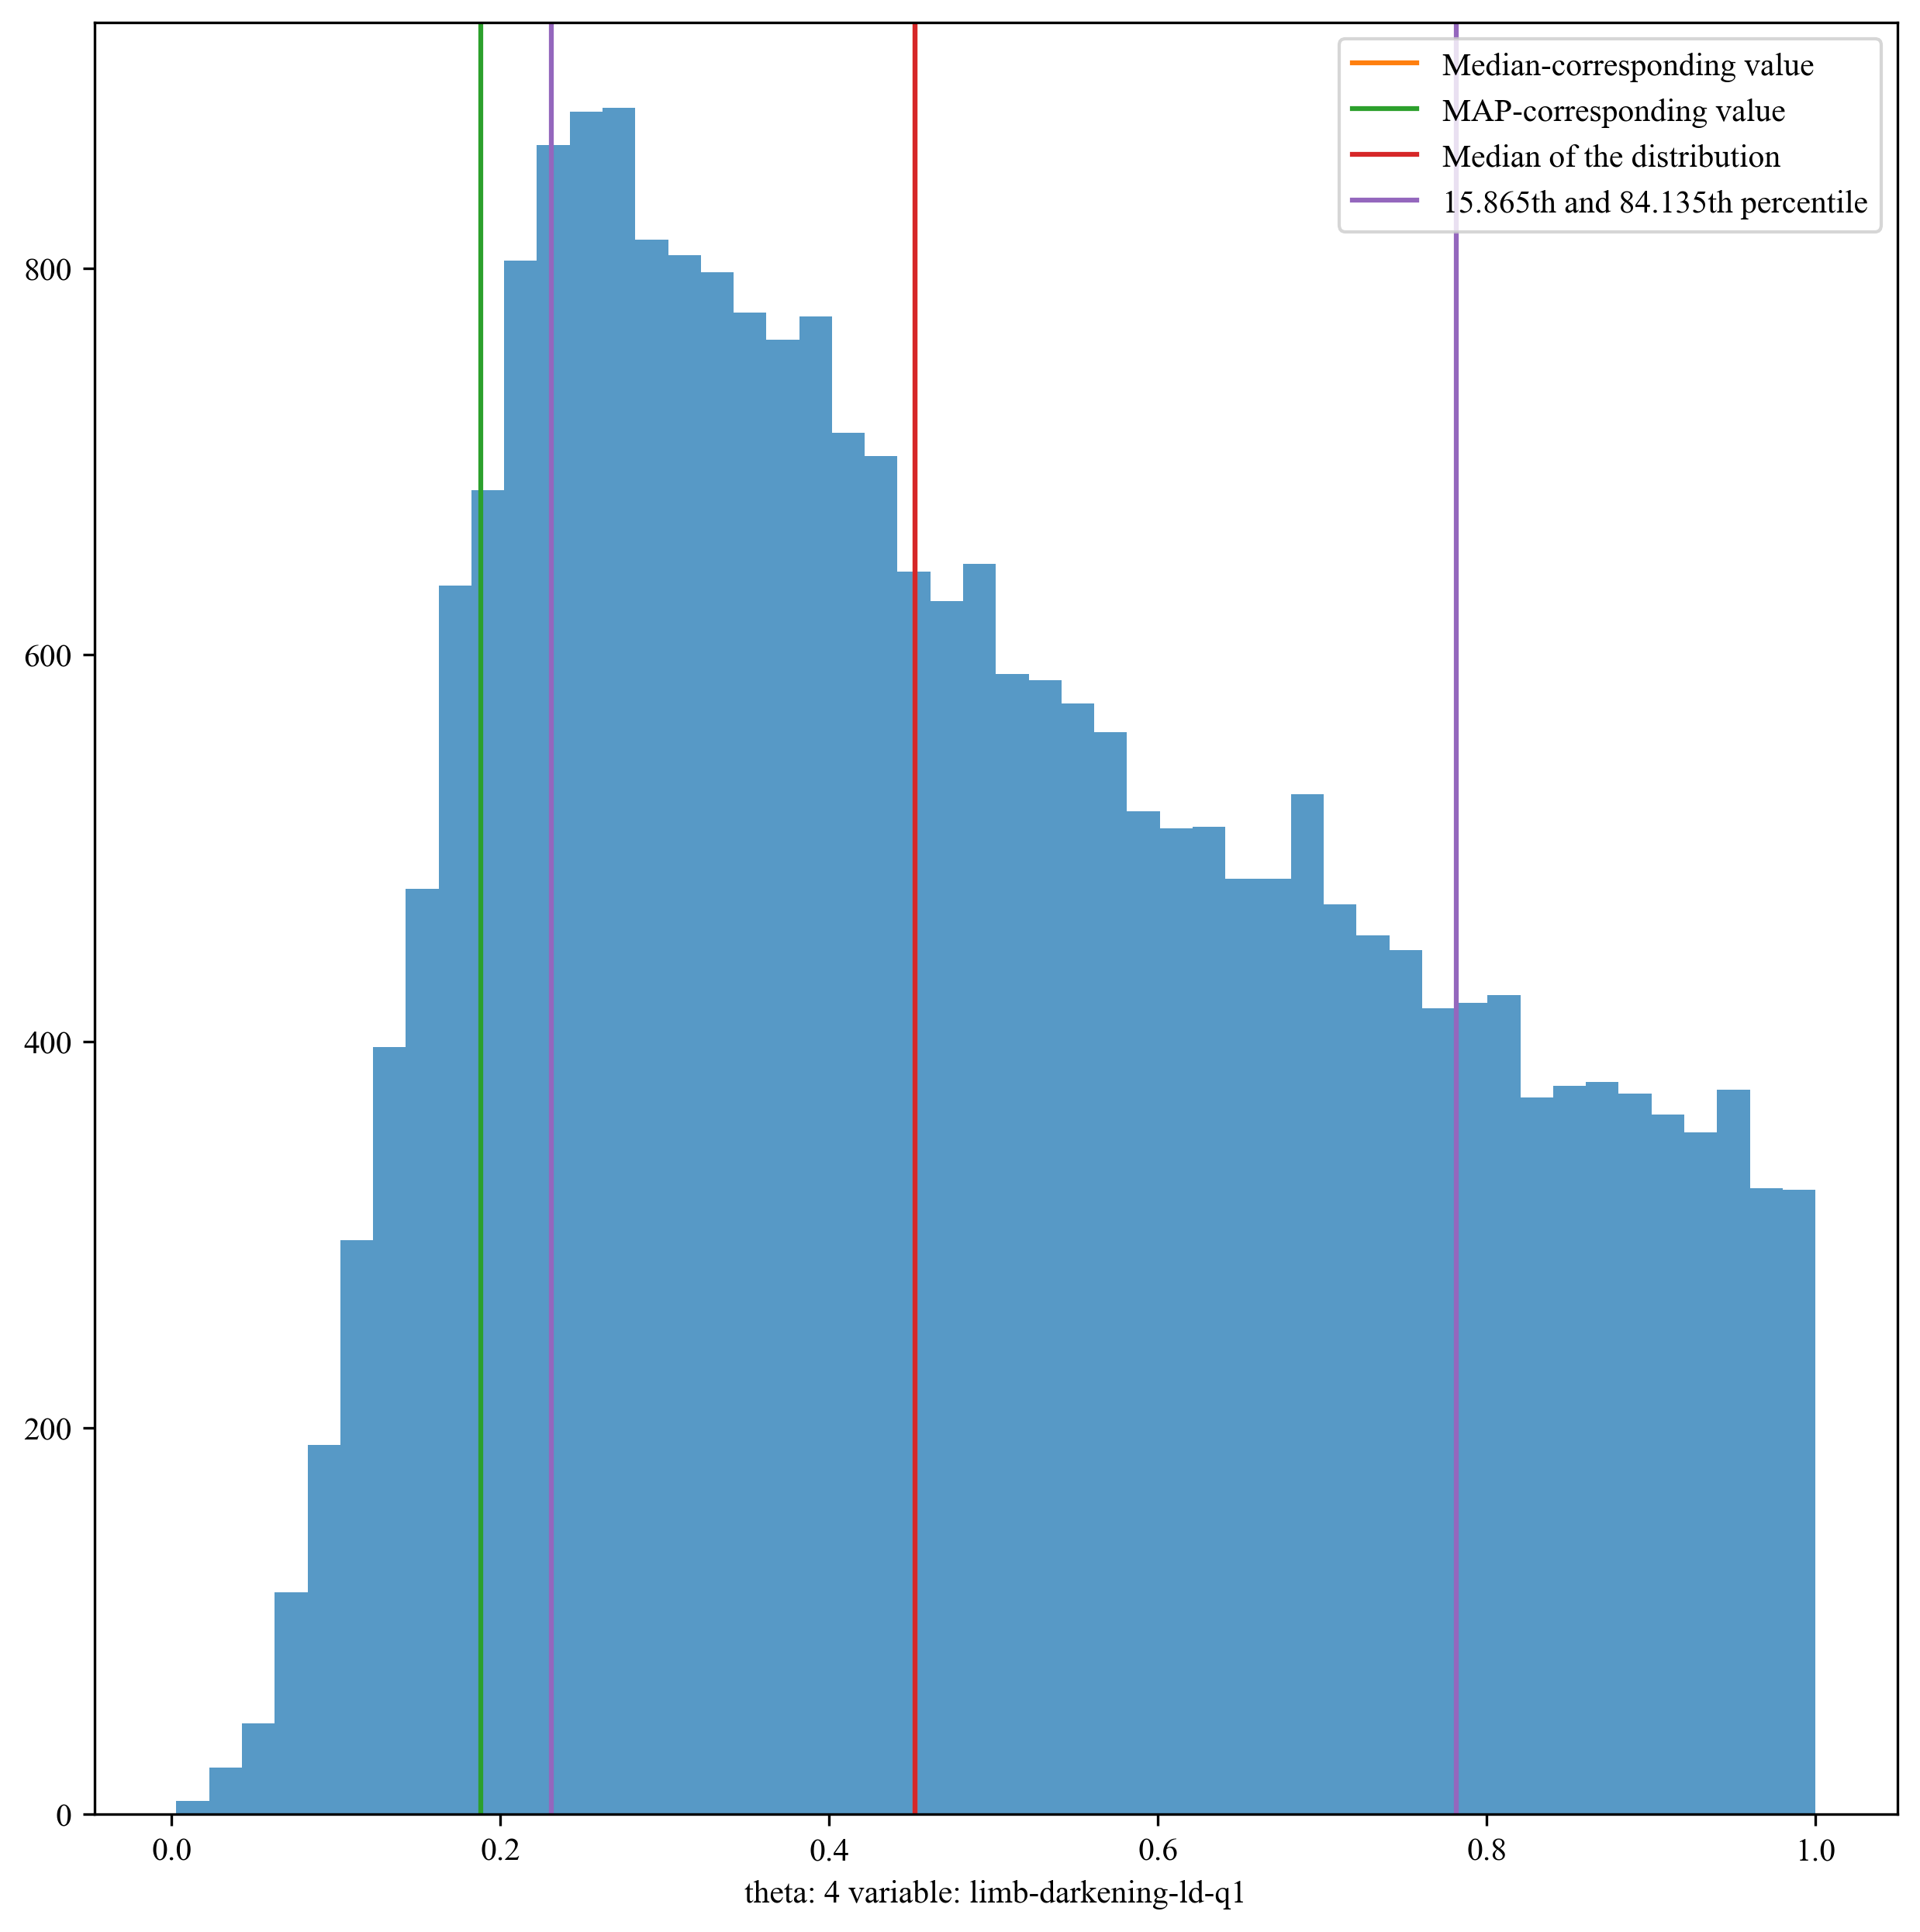 Median-corresponding value
MAP-corresponding value
Median of the distribution
15.865th and 84.135th percentile
800
600
400
200
0
0.0 0.2 0.4 0.6 0.8 1.0
theta: 4 variable: limb-darkening-ld-q1